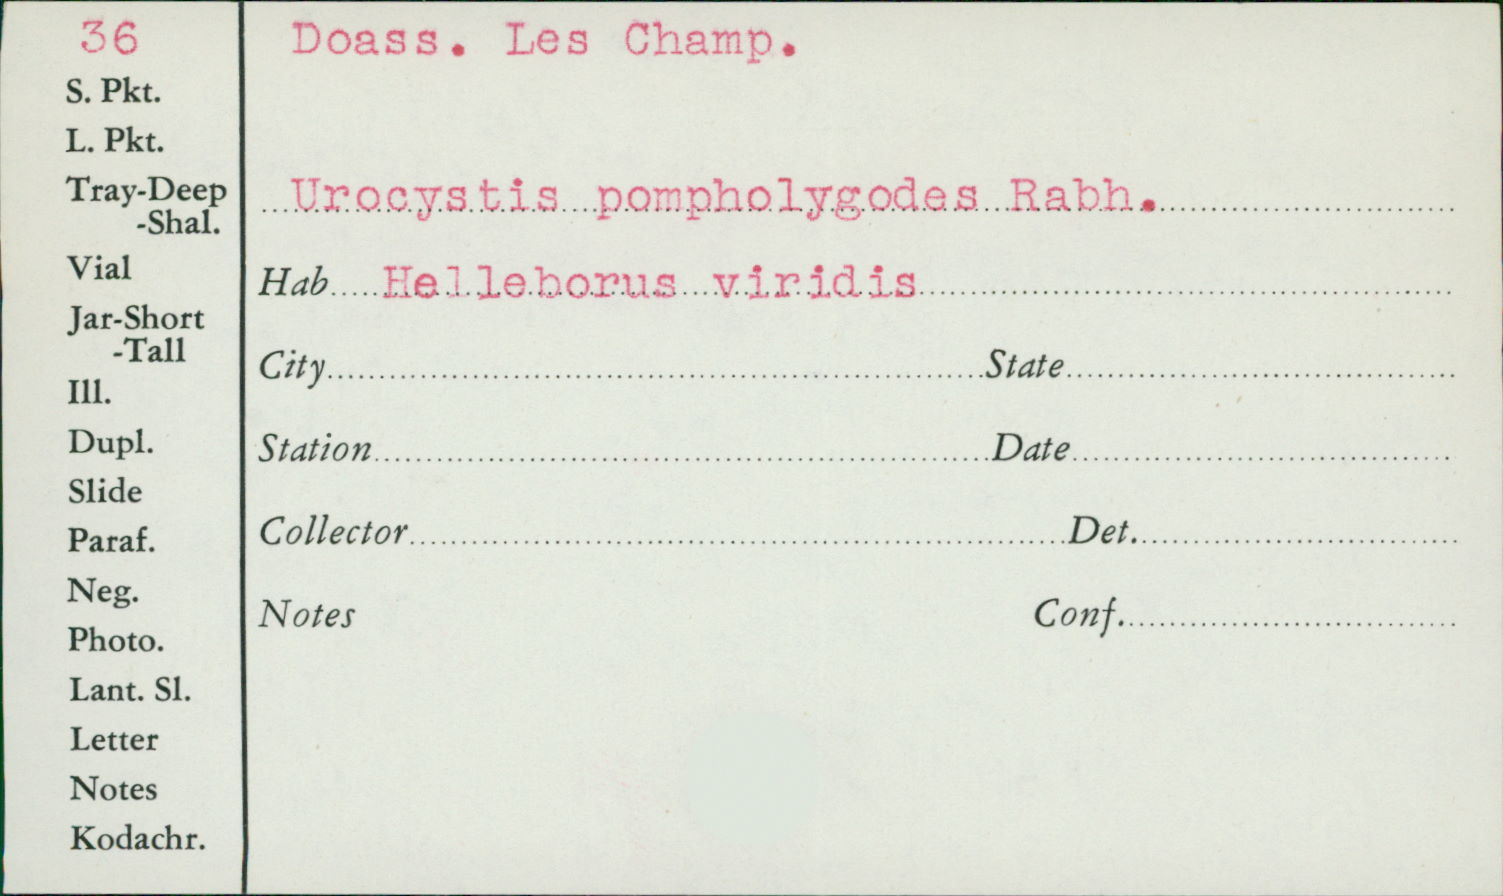 36
Doass. Les Champ.
S. Pkt.
L. Pkt.
Tray-Deep
-Shal.
Vial
Jar-Short
-Tall
Ill.
Dupl.
Slide
Paraf.
Neg.
Photo.
Lant. Sl.
Letter
Notes
Kodachr.
Urocystis pompholygodes Rabh.
Hab. Helleborus viridis
City State
Station Date
Collector Det.
Notes Conf.